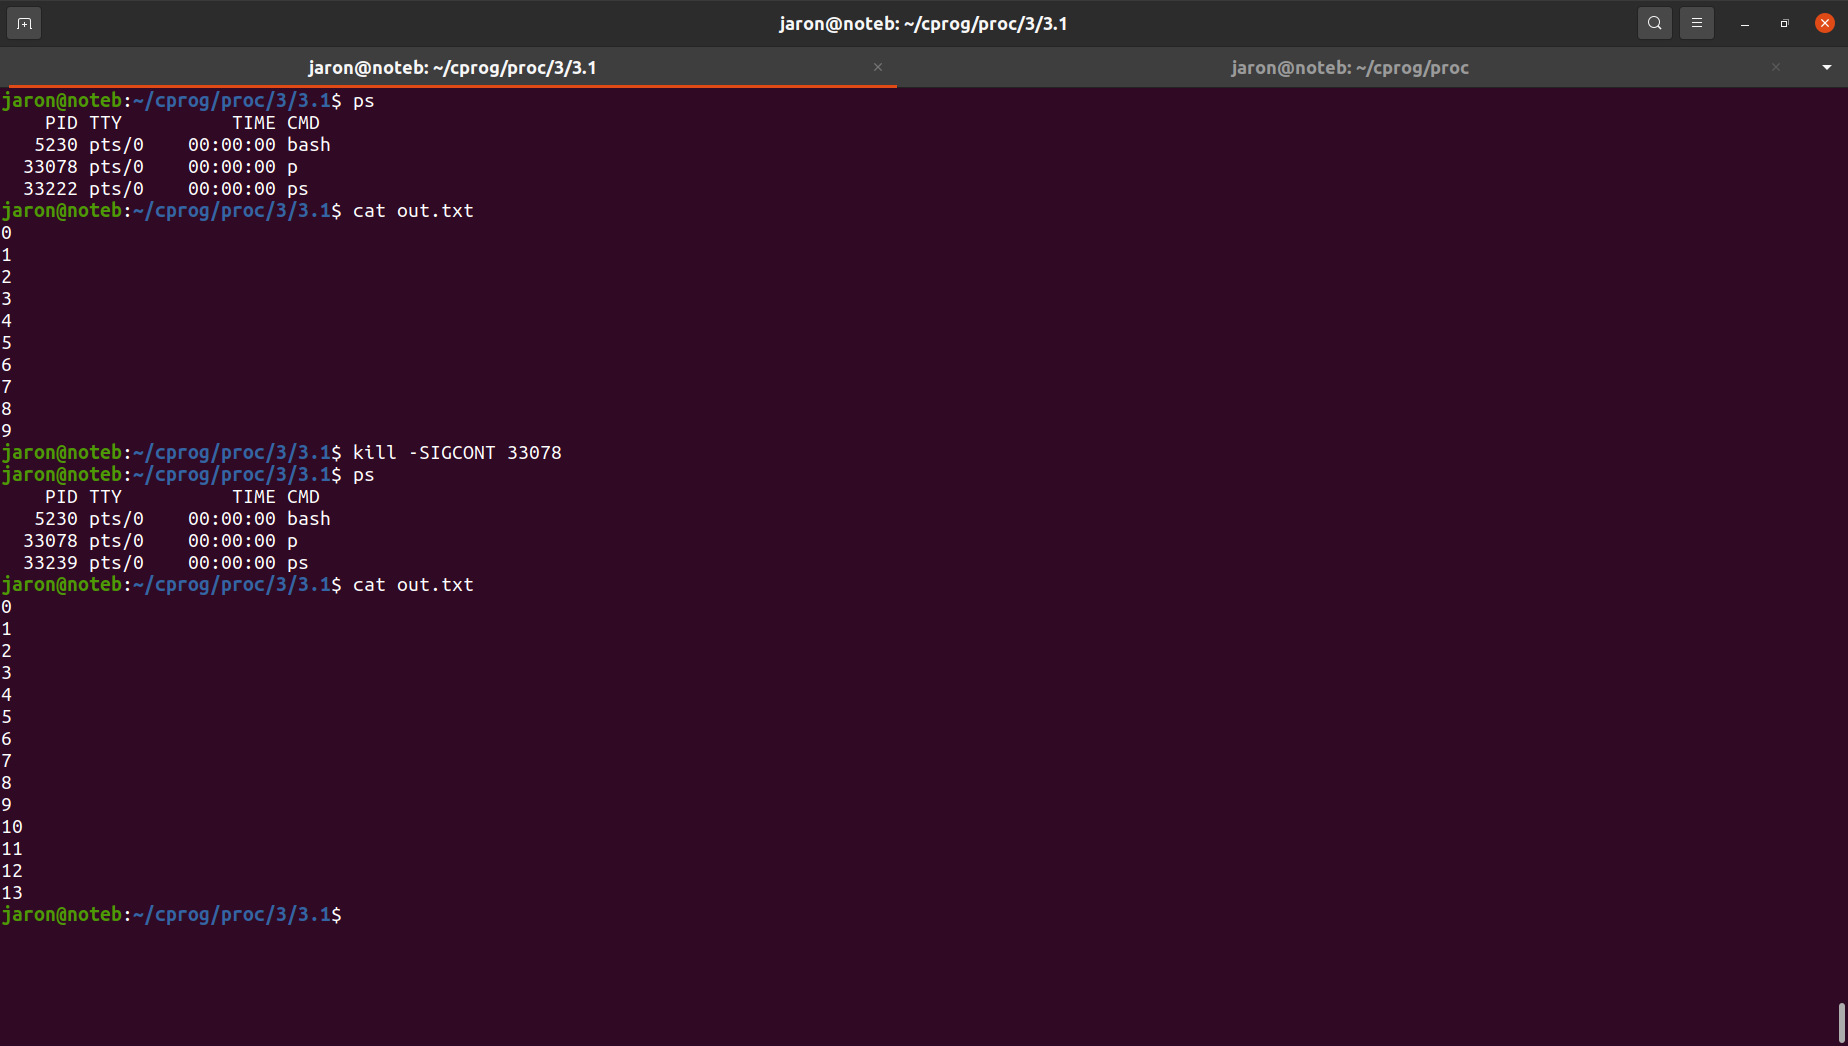 jaron@noteb: ~/cprog/proc/3/3.1
jaron@noteb: ~/cprog/proc/3/3.1
jaron@noteb: ~/cprog/proc
jaron@noteb:~/cprog/proc/3/3.1$ ps
    PID TTY          TIME CMD
   5230 pts/0    00:00:00 bash
  33078 pts/0    00:00:00 p
  33222 pts/0    00:00:00 ps
jaron@noteb:~/cprog/proc/3/3.1$ cat out.txt
0
1
2
3
4
5
6
7
8
9
jaron@noteb:~/cprog/proc/3/3.1$ kill -SIGCONT 33078
jaron@noteb:~/cprog/proc/3/3.1$ ps
    PID TTY          TIME CMD
   5230 pts/0    00:00:00 bash
  33078 pts/0    00:00:00 p
  33239 pts/0    00:00:00 ps
jaron@noteb:~/cprog/proc/3/3.1$ cat out.txt
0
1
2
3
4
5
6
7
8
9
10
11
12
13
jaron@noteb:~/cprog/proc/3/3.1$